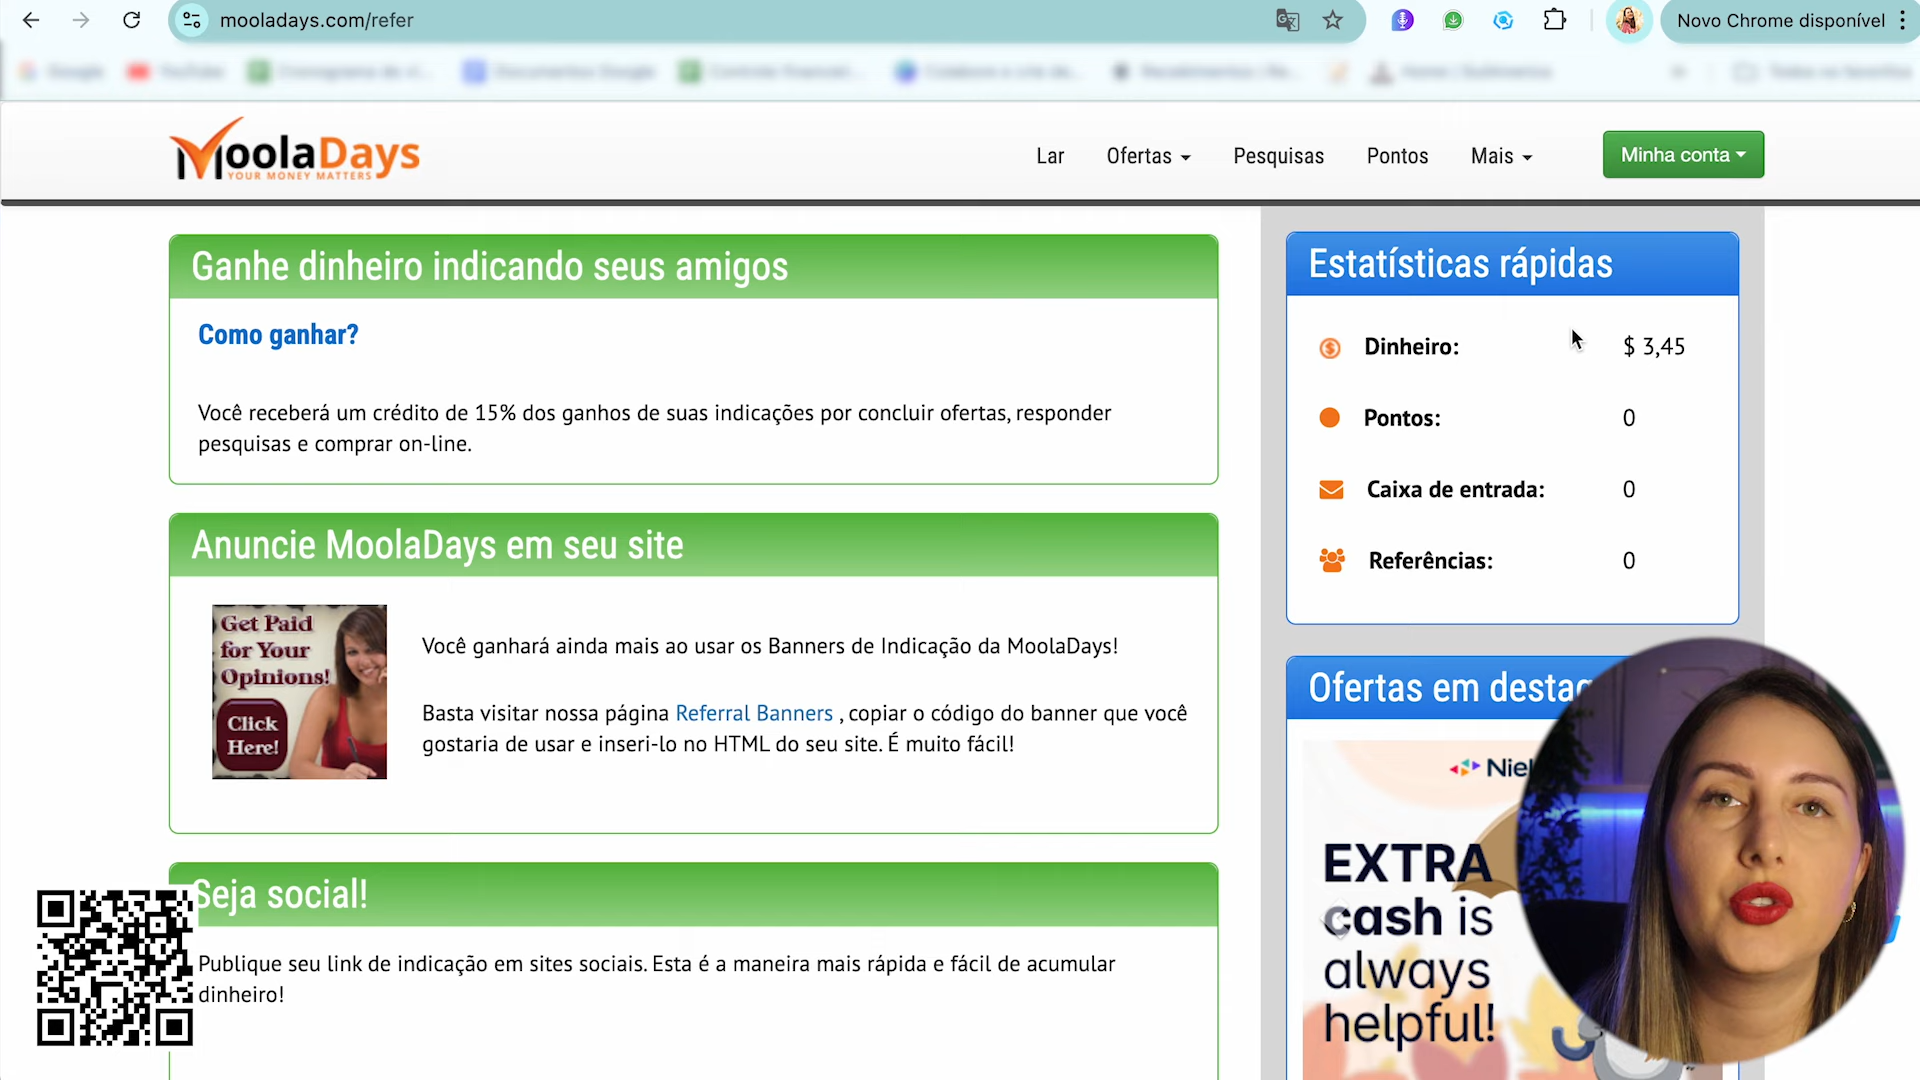 mooladays.com/refer
Novo Chrome disponível
Google
YouTube
Documentos Google
MoolaDays
YOUR MONEY MATTERS
Lar
Ofertas
Pesquisas
Pontos
Mais
Minha conta
Ganhe dinheiro indicando seus amigos
Como ganhar?
Você receberá um crédito de 15% dos ganhos de suas indicações por concluir ofertas, responder
pesquisas e comprar on-line.
Anuncie MoolaDays em seu site
Get Paid
for Your
Opinions!
Click
Here!
Você ganhará ainda mais ao usar os Banners de Indicação da MoolaDays!
Basta visitar nossa página Referral Banners , copiar o código do banner que você
gostaria de usar e inseri-lo no HTML do seu site. É muito fácil!
Seja social!
Publique seu link de indicação em sites sociais. Esta é a maneira mais rápida e fácil de acumular
dinheiro!
Estatísticas rápidas
Dinheiro: $ 3,45
Pontos: 0
Caixa de entrada: 0
Referências: 0
Ofertas em
EXTRA
cash is
always
helpful!